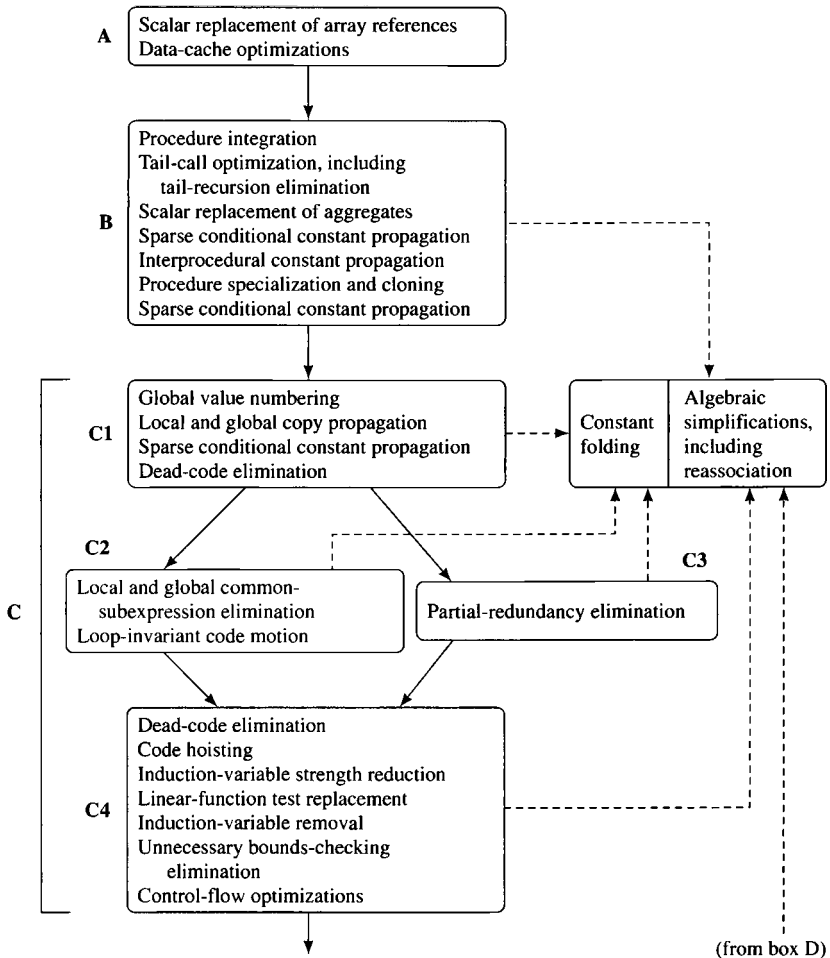 A
Scalar replacement of array references
Data-cache optimizations
B
Procedure integration
Tail-call optimization, including
tail-recursion elimination
Scalar replacement of aggregates
Sparse conditional constant propagation
Interprocedural constant propagation
Procedure specialization and cloning
Sparse conditional constant propagation
C
C1
Global value numbering
Local and global copy propagation
Sparse conditional constant propagation
Dead-code elimination
Constant
folding
Algebraic
simplifications,
including
reassociation
C2
Local and global common-
subexpression elimination
Loop-invariant code motion
C3
Partial-redundancy elimination
C4
Dead-code elimination
Code hoisting
Induction-variable strength reduction
Linear-function test replacement
Induction-variable removal
Unnecessary bounds-checking
elimination
Control-flow optimizations
(from box D)